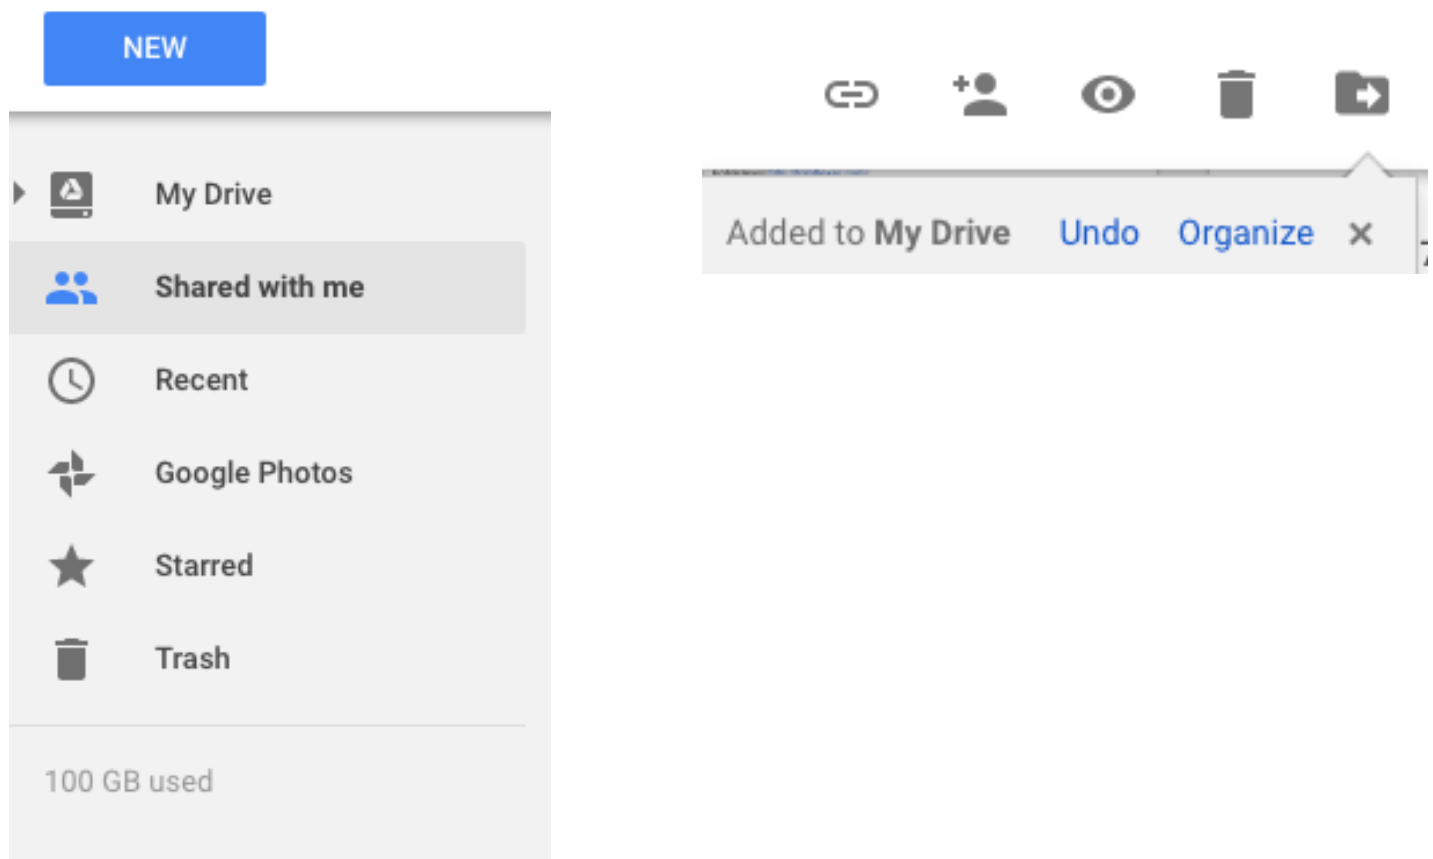 NEW
My Drive
Shared with me
Recent
Google Photos
Starred
Trash
100 GB used
Added to My Drive Undo Organize ×